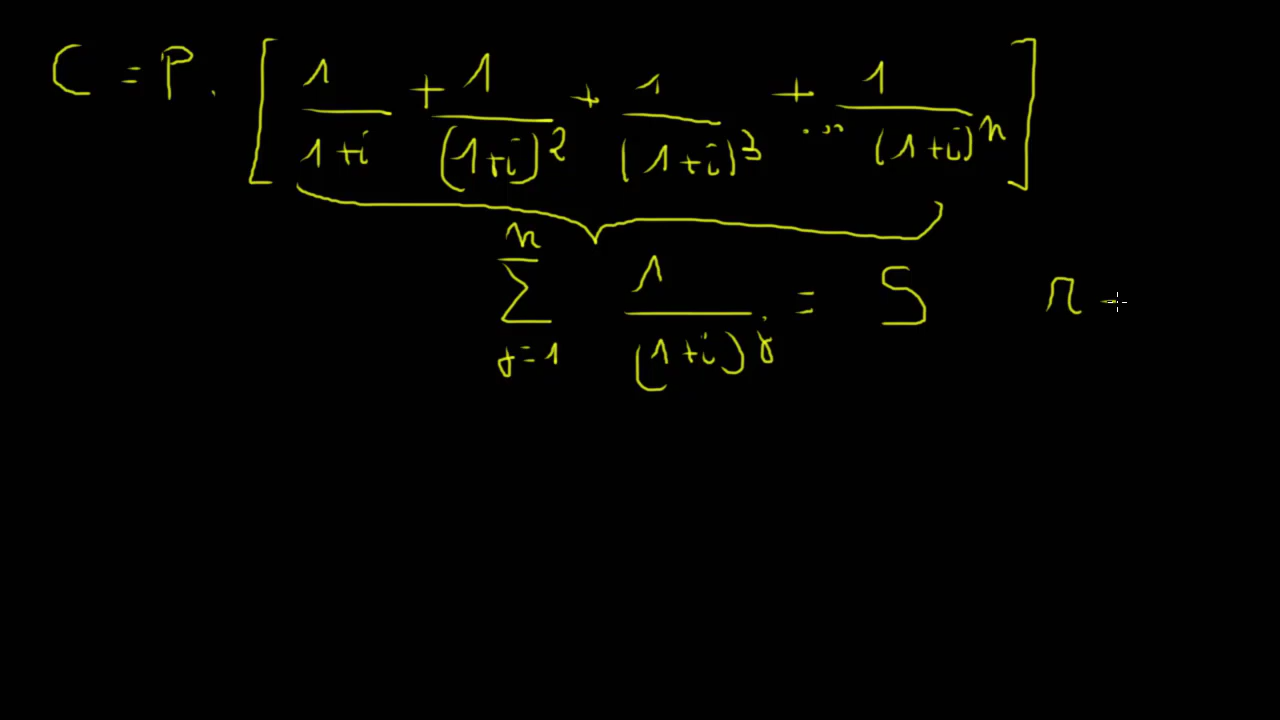 C = P . [ 1/(1+i) + 1/(1+i)^2 + 1/(1+i)^3 + ... 1/(1+i)^n ]
∑_{j=1}^{n} 1/(1+i)^j = S r -